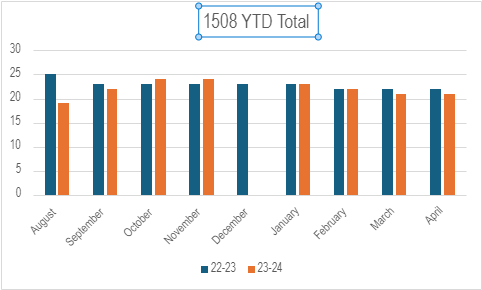 1508 YTD Total
30
25
20
15
10
5
0
August
September
October
November
December
January
February
March
April
22-23
23-24